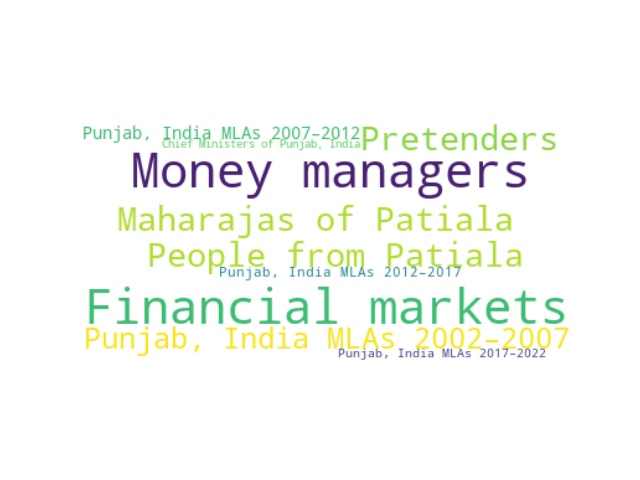 Punjab, India MLAs 2007–2012
Pretenders
Chief Ministers of Punjab, India
Money managers
Maharajas of Patiala
People from Patiala
Punjab, India MLAs 2012–2017
Financial markets
Punjab, India MLAs 2002–2007
Punjab, India MLAs 2017–2022